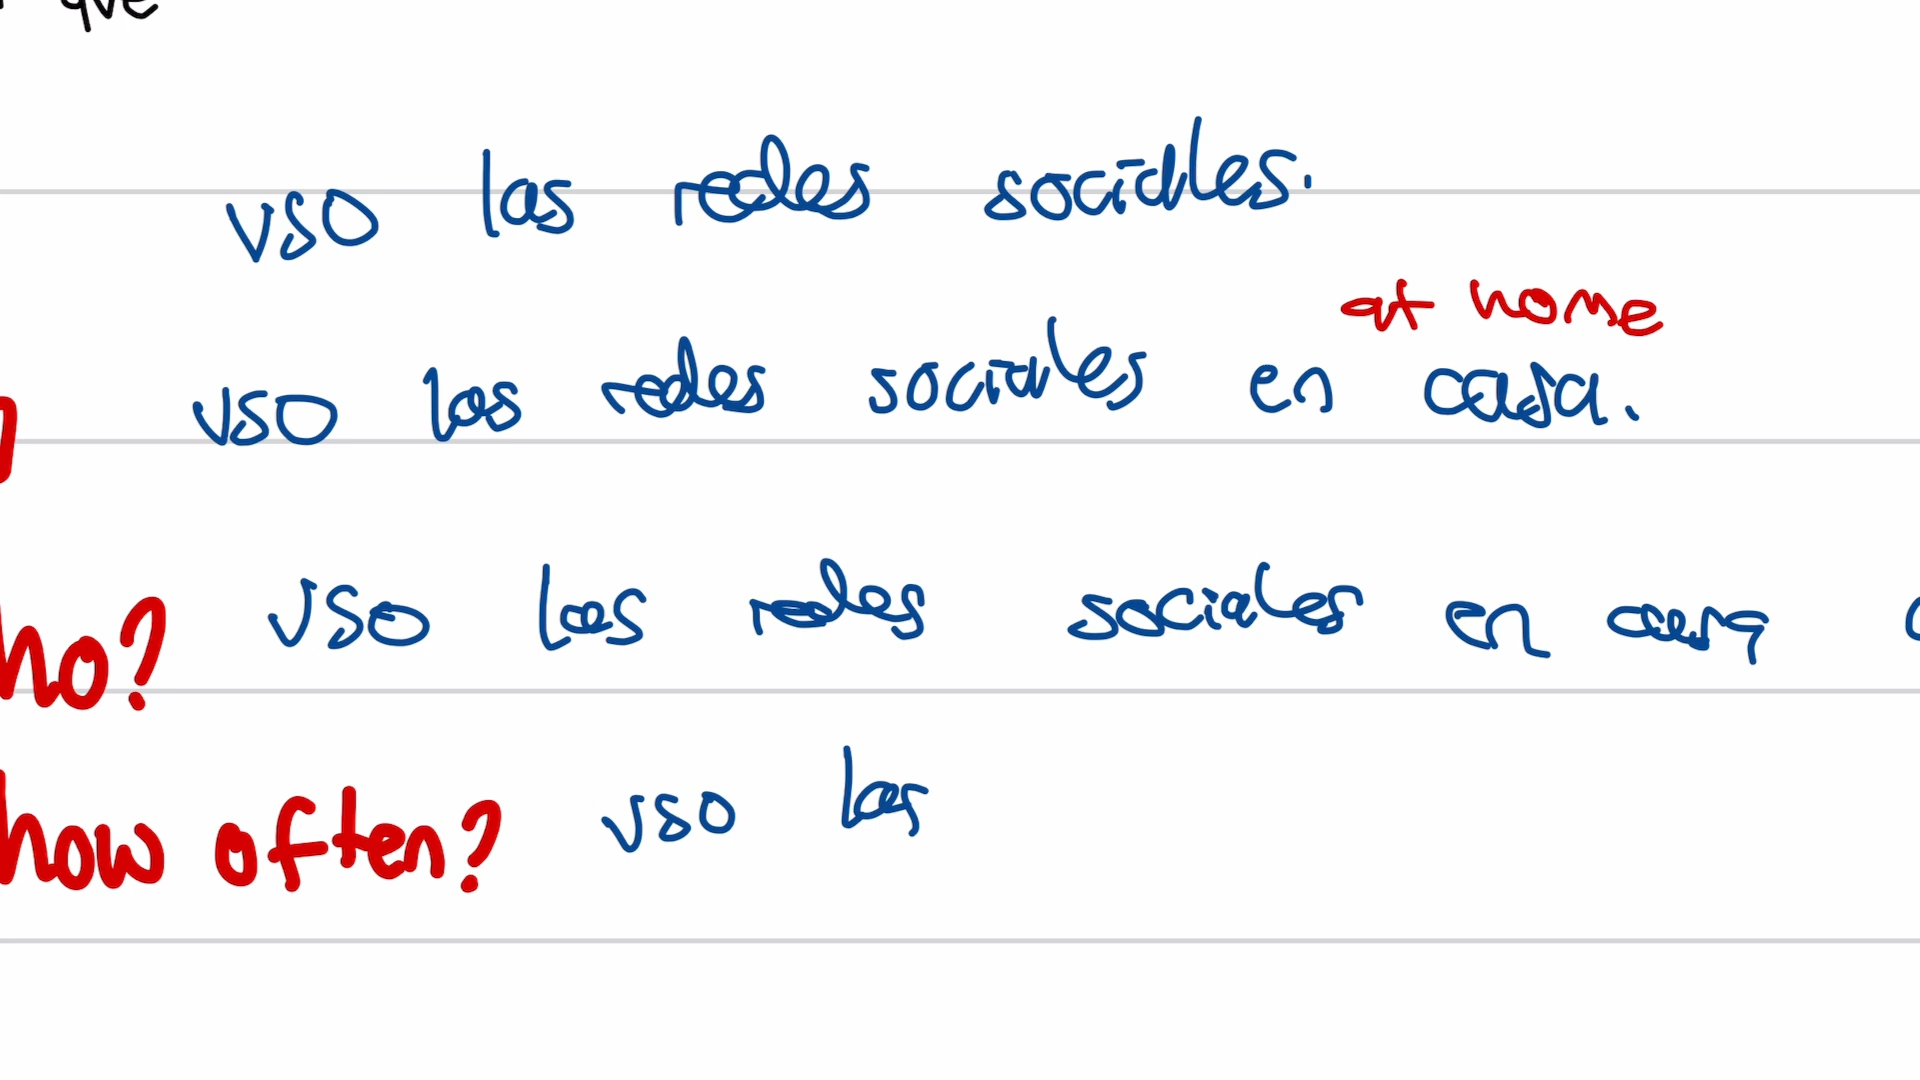 que
uso las redes sociales.
at home
uso las redes sociales en casa.
ho? uso las redes sociales en casa
how often? uso las